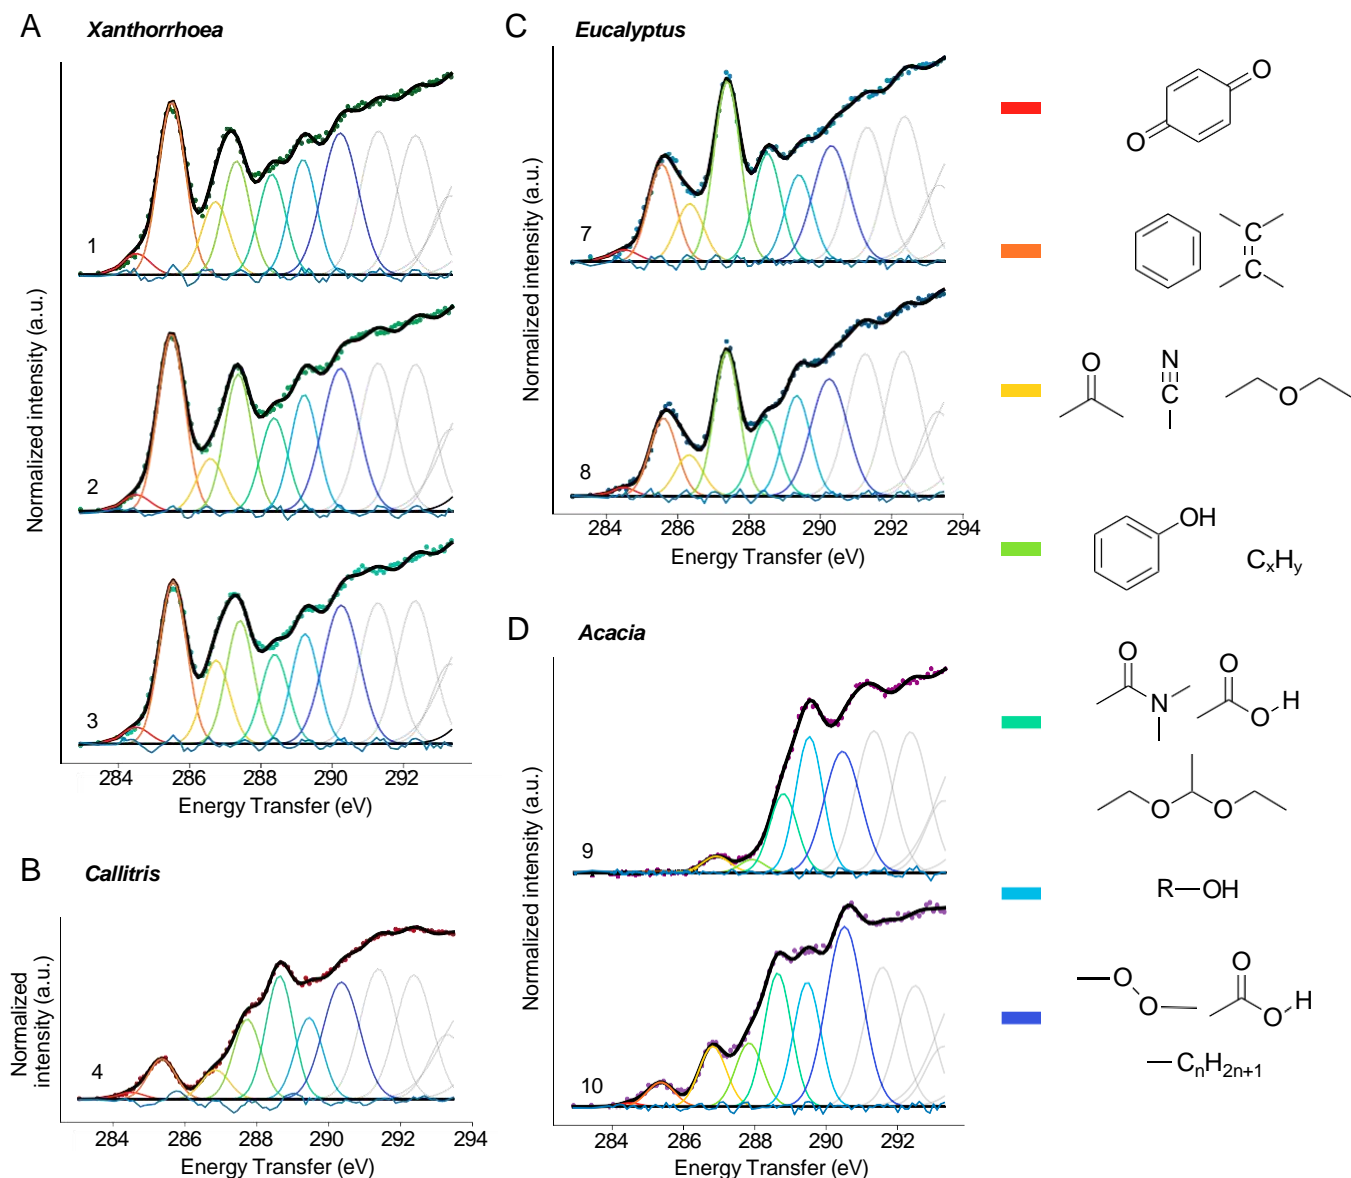 A
Xanthorrhoea
1
2
3
Normalized intensity (a.u.)
284 286 288 290 292
Energy Transfer (eV)
B
Callitris
4
Normalized
intensity (a.u.)
284 286 288 290 292 294
Energy Transfer (eV)
C
Eucalyptus
7
8
Normalized intensity (a.u.)
284 286 288 290 292 294
Energy Transfer (eV)
D
Acacia
9
10
Normalized intensity (a.u.)
284 286 288 290 292
Energy Transfer (eV)
O
O
C
C
O
N
C
O
OH
CxHy
O
N
O
O H
O O
R—OH
O
O
O
O H
—CnH2n+1